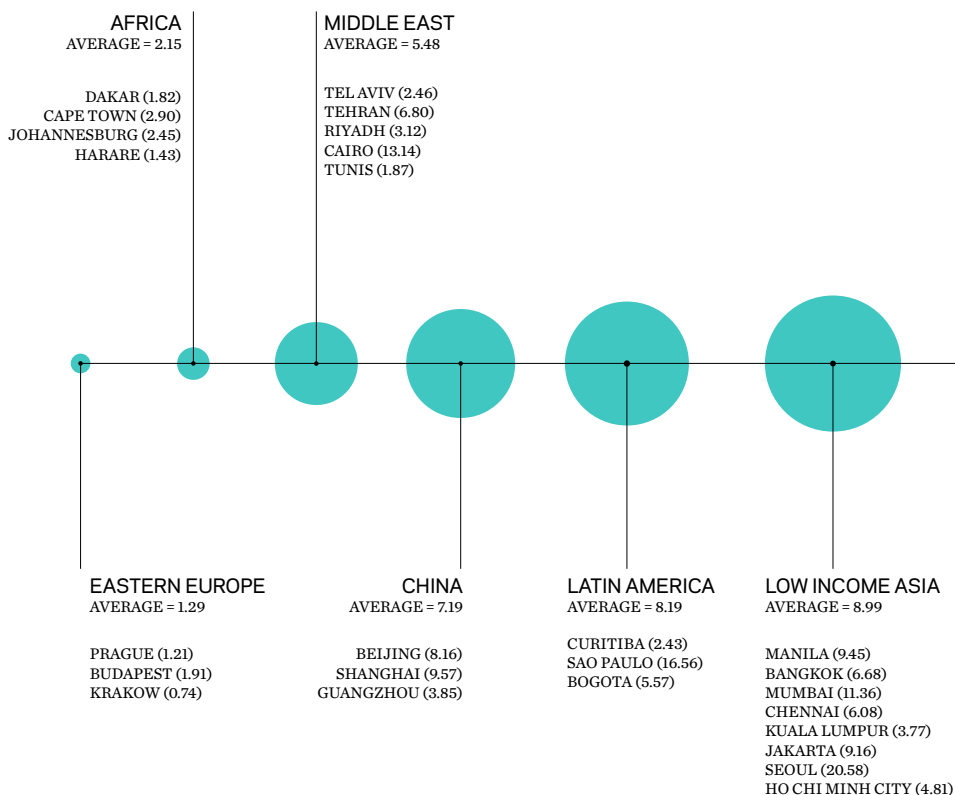 AFRICA
AVERAGE = 2.15
DAKAR (1.82)
CAPE TOWN (2.90)
JOHANNESBURG (2.45)
HARARE (1.43)
MIDDLE EAST
AVERAGE = 5.48
TEL AVIV (2.46)
TEHRAN (6.80)
RIYADH (3.12)
CAIRO (13.14)
TUNIS (1.87)
EASTERN EUROPE
AVERAGE = 1.29
PRAGUE (1.21)
BUDAPEST (1.91)
KRAKOW (0.74)
CHINA
AVERAGE = 7.19
BEIJING (8.16)
SHANGHAI (9.57)
GUANGZHOU (3.85)
LATIN AMERICA
AVERAGE = 8.19
CURITIBA (2.43)
SAO PAULO (16.56)
BOGOTA (5.57)
LOW INCOME ASIA
AVERAGE = 8.99
MANILA (9.45)
BANGKOK (6.68)
MUMBAI (11.36)
CHENNAI (6.08)
KUALA LUMPUR (3.77)
JAKARTA (9.16)
SEOUL (20.58)
HO CHI MINH CITY (4.81)